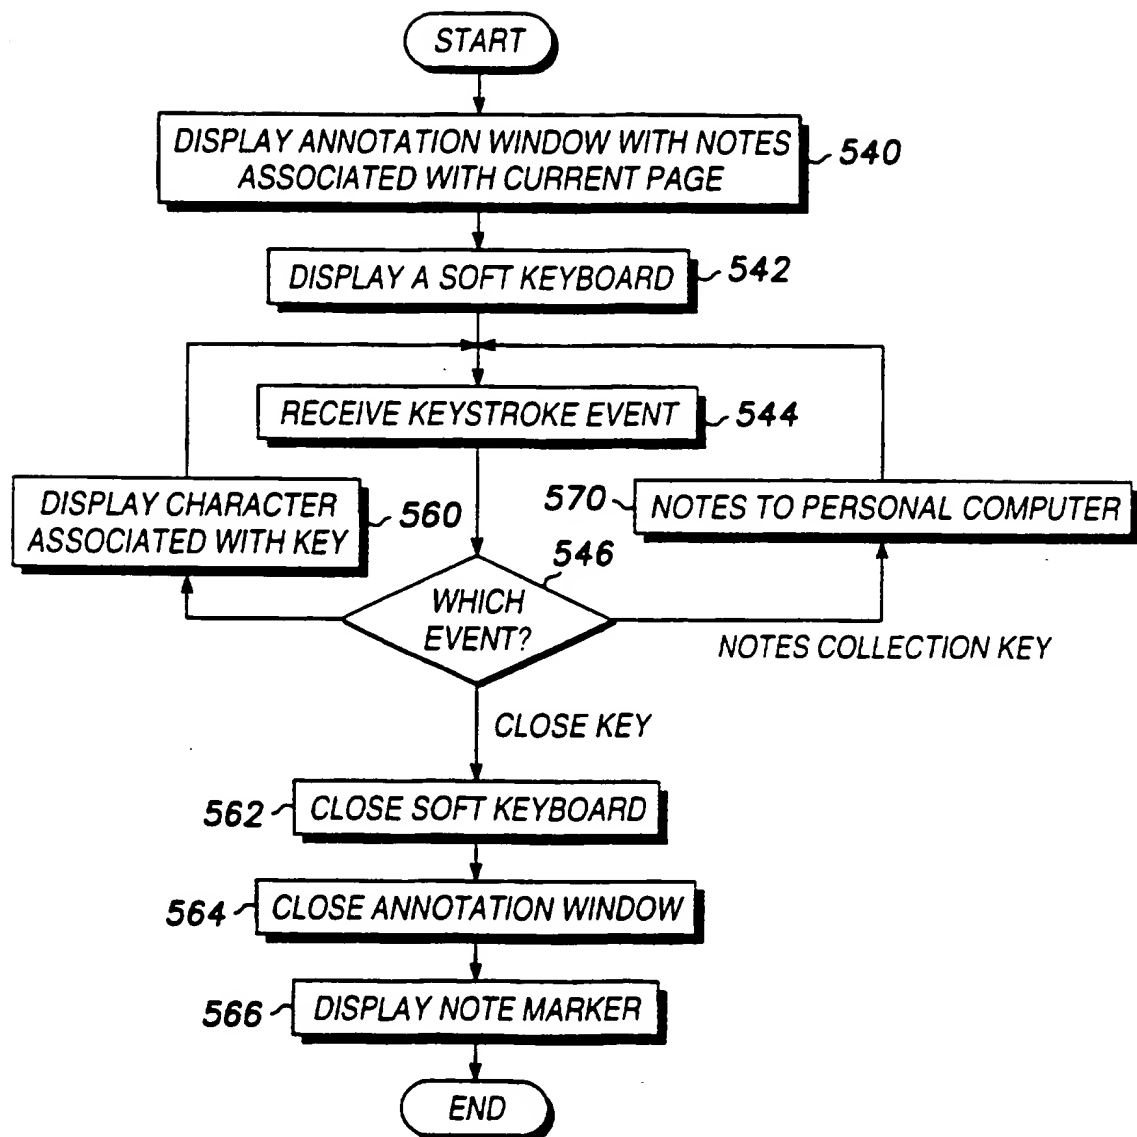 START
DISPLAY ANNOTATION WINDOW WITH NOTES
ASSOCIATED WITH CURRENT PAGE
540
DISPLAY A SOFT KEYBOARD
542
RECEIVE KEYSTROKE EVENT
544
DISPLAY CHARACTER
ASSOCIATED WITH KEY
560
570
NOTES TO PERSONAL COMPUTER
546
WHICH
EVENT?
NOTES COLLECTION KEY
CLOSE KEY
562
CLOSE SOFT KEYBOARD
564
CLOSE ANNOTATION WINDOW
566
DISPLAY NOTE MARKER
END